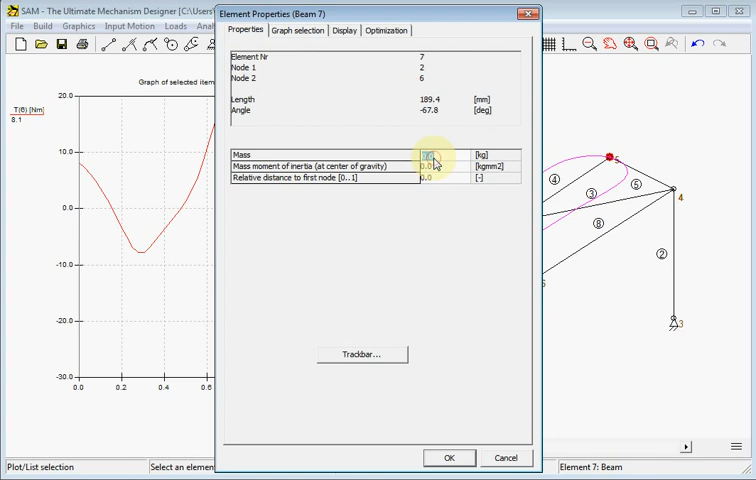 SAM - The Ultimate Mechanism Designer (C:\Users\
Element Properties (Beam 7)
File Build Graphics Input Motion Loads Analy
Properties Graph selection Display Optimization
Graph of selected item
T(6) [Nm]
8.1
20.0
10.0
0.0
-10.0
-20.0
-30.0
0.0 0.2 0.4 0.6
Element Nr 7
Node 1 2
Node 2 6
Length 189.4 [mm]
Angle -67.8 [deg]
Mass [kg]
Mass moment of inertia (at center of gravity) 0.0 [kgmm2]
Relative distance to first node [0..1] 0.0 [-]
Trackbar...
OK Cancel
5
4
5
3
4
8
2
3
Plot/List selection
Select an elemen
Element 7: Beam